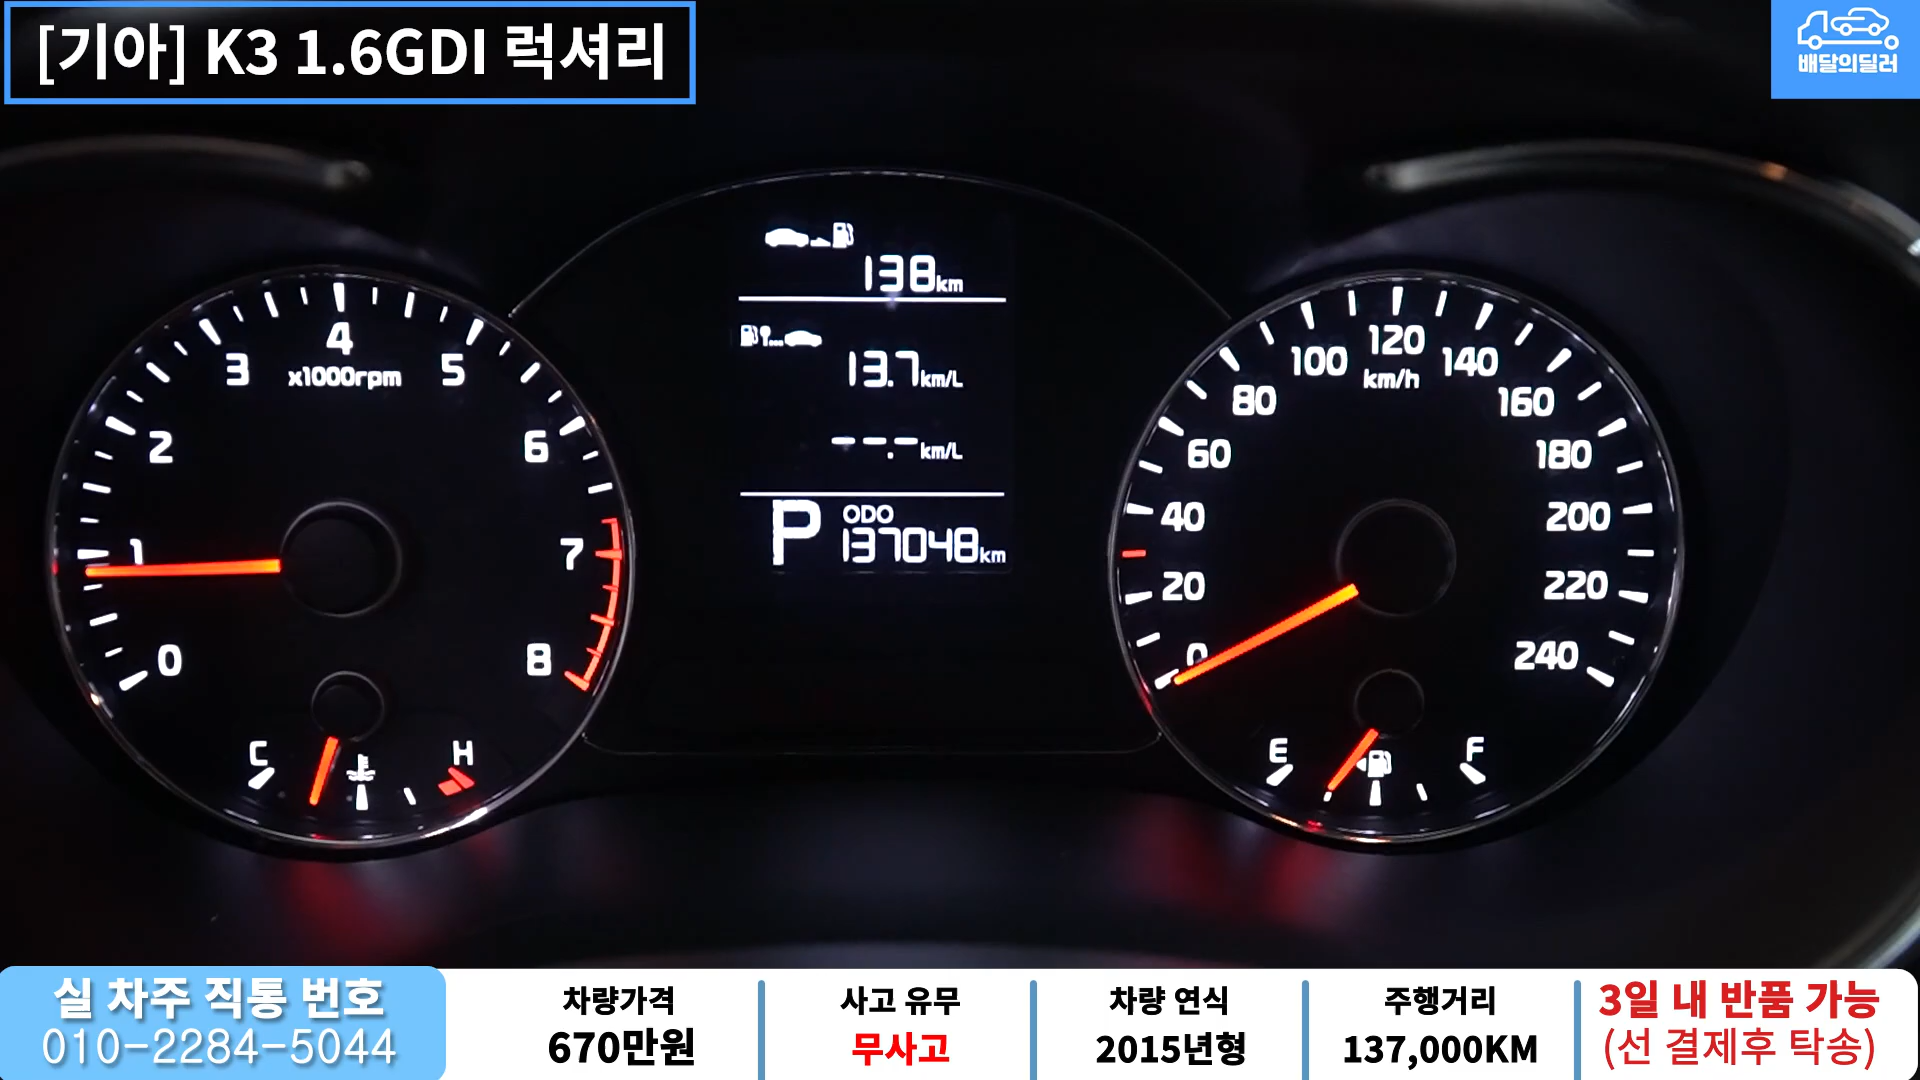 [기아] K3 1.6GDI 럭셔리
배달의딜러
138km
13.7km/L
--.-km/L
P ODO
137048km
0
1
2
3
4
5
6
7
8
x1000rpm
C
H
0
20
40
60
80
100
120
140
160
180
200
220
240
km/h
E
F
실 차주 직통 번호
010-2284-5044
차량가격
670만원
사고 유무
무사고
차량 연식
2015년형
주행거리
137,000KM
3일 내 반품 가능
(선 결제후 탁송)